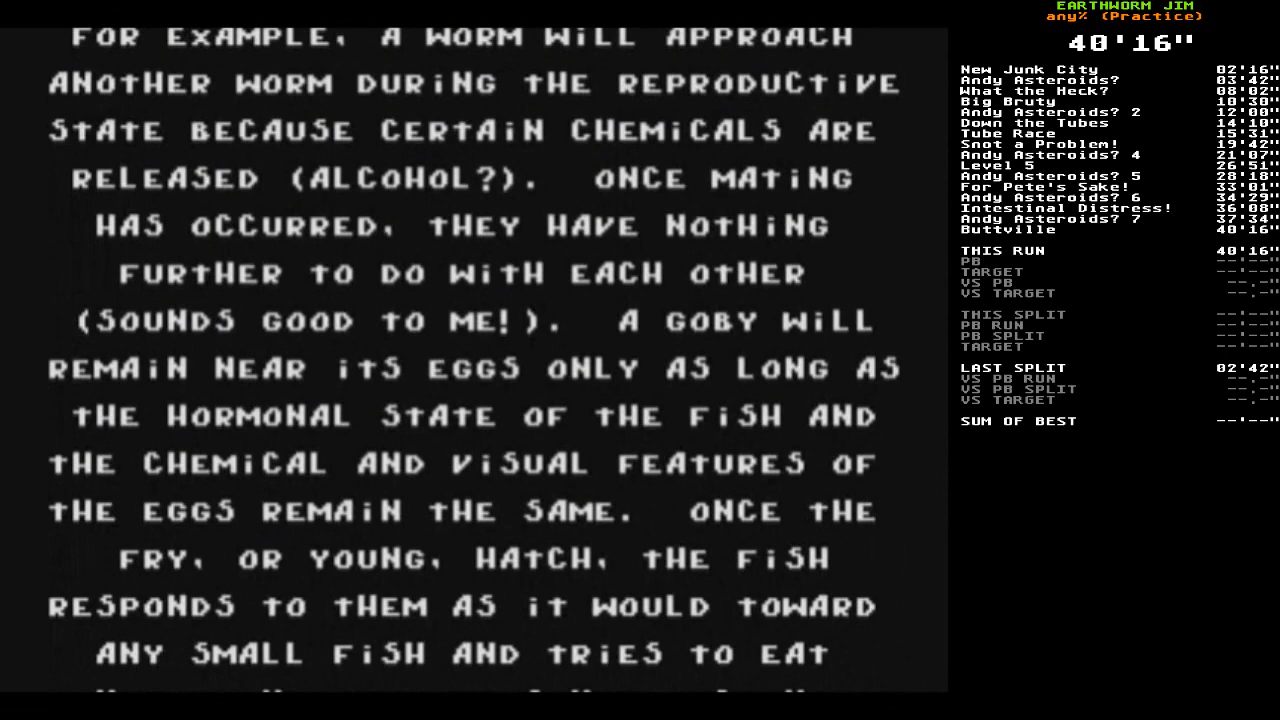 FOR EXAMPLE, A WORM WiLL APPROACH
ANOtHER WORM DURiNG tHE REPRODUCtiVE
StAtE BECAUSE CERtAiN CHEMiCALS ARE
RELEASED (ALCOHOL?). ONCE MAtiNG
HAS OCCURRED, tHEY HAVE NOtHiNG
FURtHER tO DO WitH EACH OtHER
(SOUNDS GOOD tO ME!). A GOBY WiLL
REMAiN NEAR itS EGGS ONLY AS LONG AS
tHE HORMONAL StAtE OF tHE FiSH AND
tHE CHEMiCAL AND ViSUAL FEAtURES OF
tHE EGGS REMAiN tHE SAME. ONCE tHE
FRY, OR YOUNG, HAtCH, tHE FiSH
RESPONDS tO tHEM AS it WOULD tOWARD
ANY SMALL FiSH AND tRiES tO EAt
EARTHWORM JIM
any% (Practice)
40'16"
New Junk City 02'16"
Andy Asteroids? 03'42"
What the Heck? 08'02"
Big Bruty 10'30"
Andy Asteroids? 2 12'00"
Down the Tubes 14'10"
Tube Race 15'31"
Snot a Problem! 19'42"
Andy Asteroids? 4 21'07"
Level 5 26'51"
Andy Asteroids? 5 28'18"
For Pete's Sake! 33'01"
Andy Asteroids? 6 34'29"
Intestinal Distress! 36'08"
Andy Asteroids? 7 37'34"
Buttville 40'16"
THIS RUN 40'16"
PB --'--"
TARGET --'--"
VS PB --.-"
VS TARGET --.-"
THIS SPLIT --'--"
PB RUN --'--"
PB SPLIT --'--"
TARGET --'--"
LAST SPLIT 02'42"
VS PB RUN --.-"
VS PB SPLIT --.-"
VS TARGET --.-"
SUM OF BEST --'--"